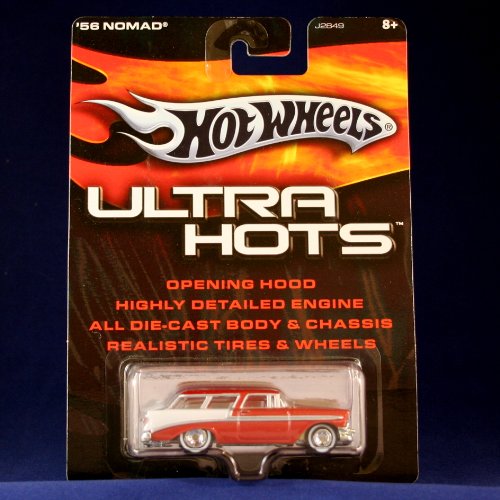 '56 NOMAD® J2849 8+
HOT WHEELS®
ULTRA
HOTS™
OPENING HOOD
HIGHLY DETAILED ENGINE
ALL DIE-CAST BODY & CHASSIS
REALISTIC TIRES & WHEELS